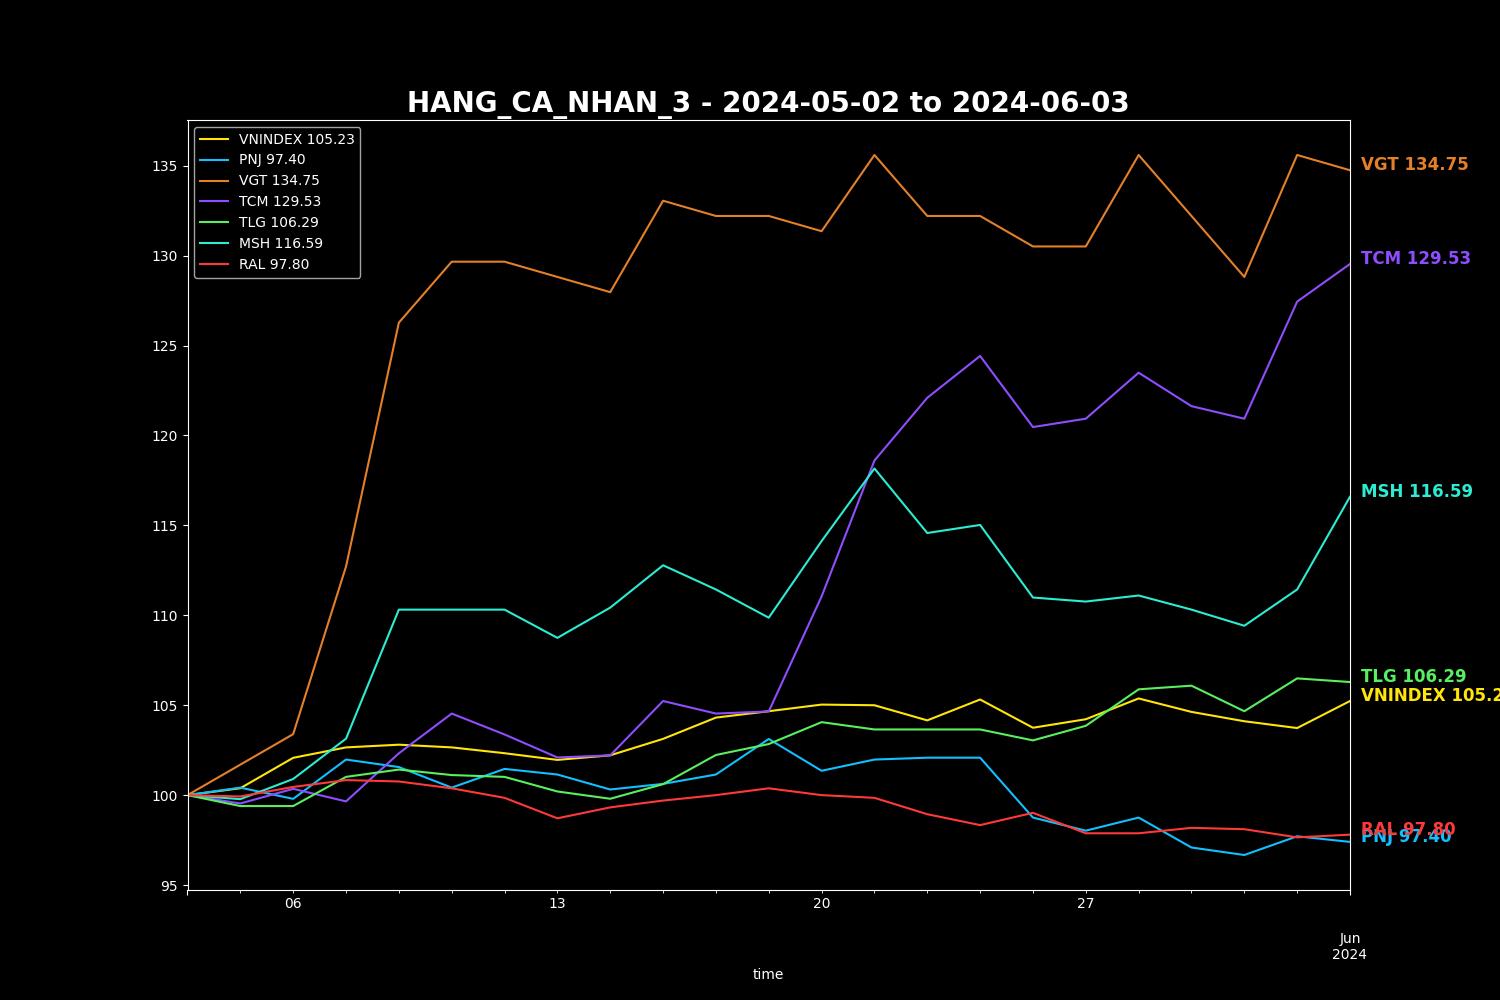 HANG_CA_NHAN_3 - 2024-05-02 to 2024-06-03
VNINDEX 105.23
PNJ 97.40
VGT 134.75
TCM 129.53
TLG 106.29
MSH 116.59
RAL 97.80
135
130
125
120
115
110
105
100
95
VGT 134.75
TCM 129.53
MSH 116.59
TLG 106.29
VNINDEX 105.2
RAL 97.80
PNJ 97.40
06
13
20
27
Jun
2024
time